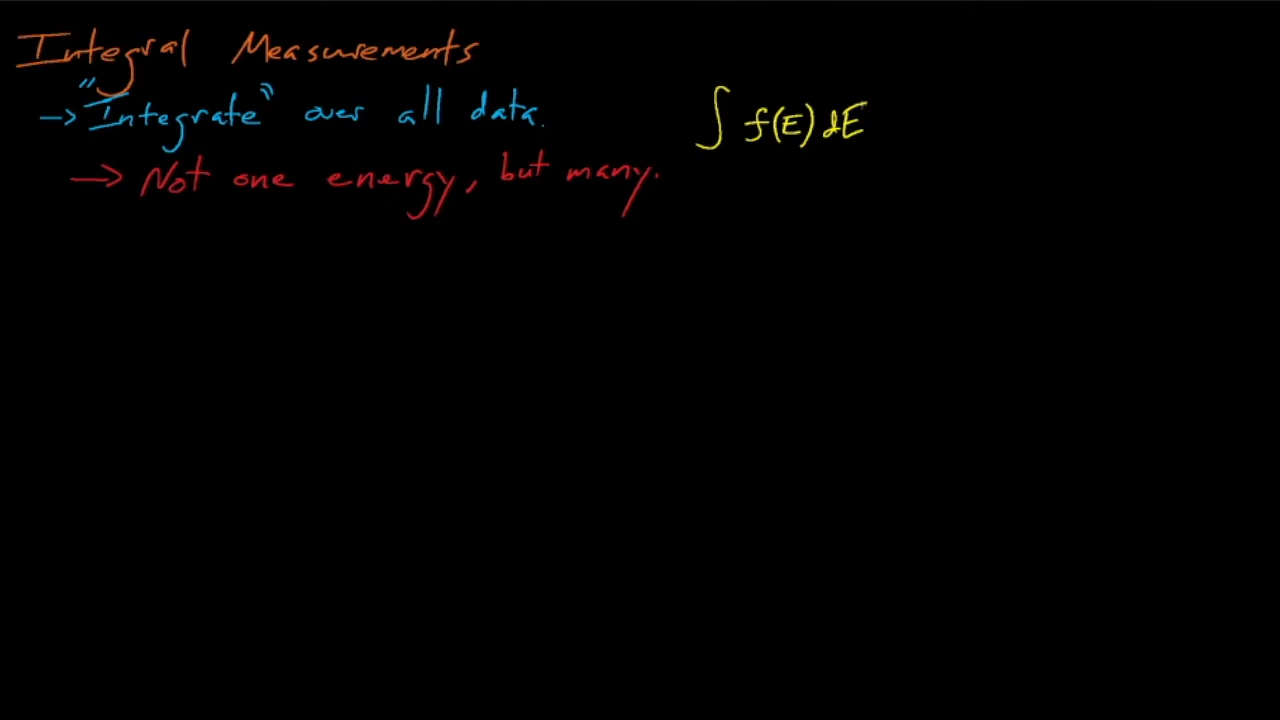 Integral Measurements
→ "Integrate" over all data. ∫ f(E) dE
→ Not one energy, but many.